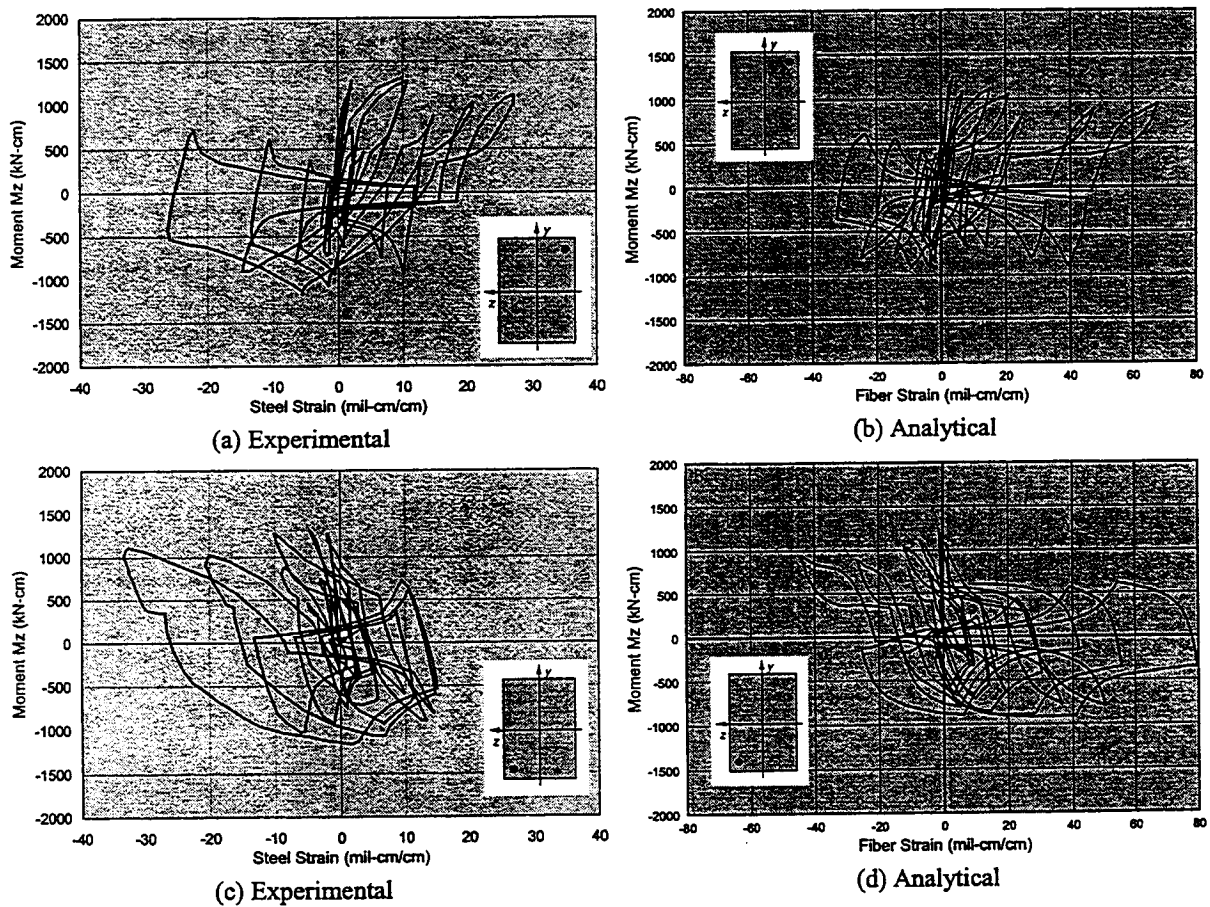 2000
1500
1000
500
0
-500
-1000
-1500
-2000
Moment Mz (kN-cm)
-40 -30 -20 -10 0 10 20 30 40
Steel Strain (mil-cm/cm)
y
z
(a) Experimental
2000
1500
1000
500
0
-500
-1000
-1500
-2000
Moment Mz (kN-cm)
-80 -60 -40 -20 0 20 40 60 80
Fiber Strain (mil-cm/cm)
y
z
(b) Analytical
2000
1500
1000
500
0
-500
-1000
-1500
-2000
Moment Mz (kN-cm)
-40 -30 -20 -10 0 10 20 30 40
Steel Strain (mil-cm/cm)
y
z
(c) Experimental
2000
1500
1000
500
0
-500
-1000
-1500
-2000
Moment Mz (kN-cm)
-80 -60 -40 -20 0 20 40 60 80
Fiber Strain (mil-cm/cm)
y
z
(d) Analytical